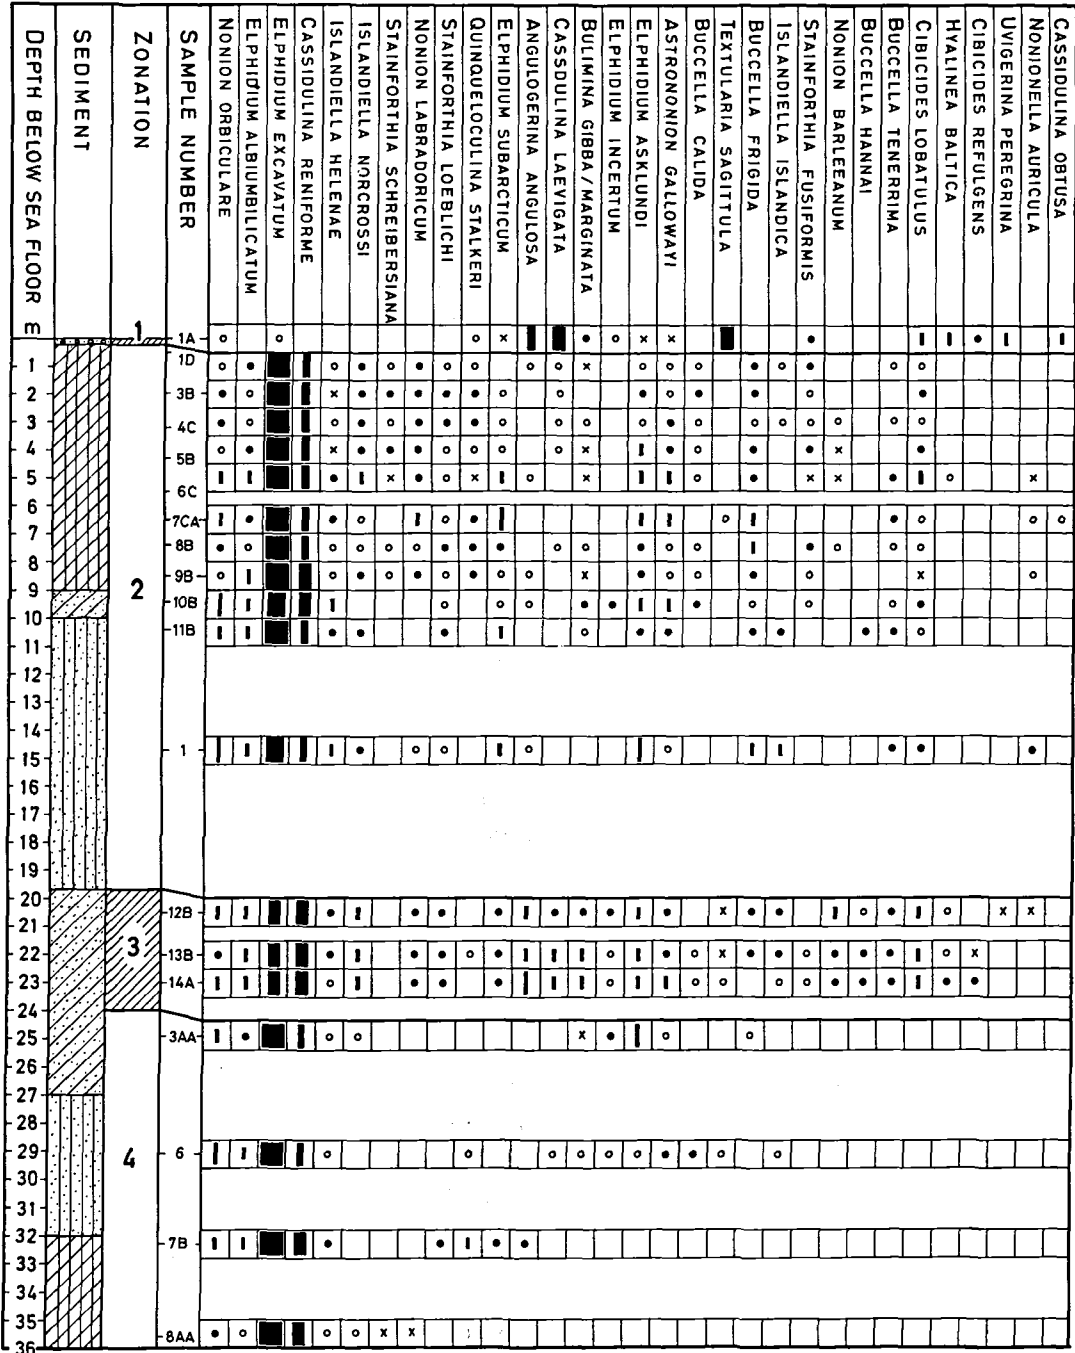 DEPTH BELOW SEA FLOOR m
SEDIMENT
ZONATION
SAMPLE NUMBER
NONION ORBICULARE
ELPHIDIUM ALBIUMBILICATUM
ELPHIDIUM EXCAVATUM
CASSIDULINA RENIFORME
ISLANDIELLA HELENAE
ISLANDIELLA NORCROSSI
STAINFORTHIA SCHREIBERSIANA
NONION LABRADORICUM
STAINFORTHIA LOEBLICHI
QUINQUELOCULINA STALKERI
ELPHIDIUM SUBARCTICUM
ANGULOGERINA ANGULOSA
CASSDULINA LAEVIGATA
BULIMINA GIBBA/MARGINATA
ELPHIDIUM INCERTUM
ELPHIDIUM ASKLUNDI
ASTRONONION GALLOWAYI
BUCCELLA CALIDA
TEXTULARIA SAGITTULA
BUCCELLA FRIGIDA
ISLANDIELLA ISLANDICA
STAINFORTHIA FUSIFORMIS
NONION BARLEEANUM
BUCCELLA HANNAI
BUCCELLA TENERRIMA
CIBICIDES LOBATULUS
HYALINEA BALTICA
CIBICIDES REFULGENS
UVIGERINA PEREGRINA
NONIONELLA AURICULA
CASSIDULINA OBTUSA
1
1A
1D
1
2
3B
3
4C
4
5B
5
6C
6
7CA
7
8B
8
9B
9
2
10B
10
11B
11
12
13
14
1
15
16
17
18
19
20
12B
21
3
22
13B
23
14A
24
3AA
25
26
27
28
4
29
6
30
31
32
7B
33
34
35
8AA
36